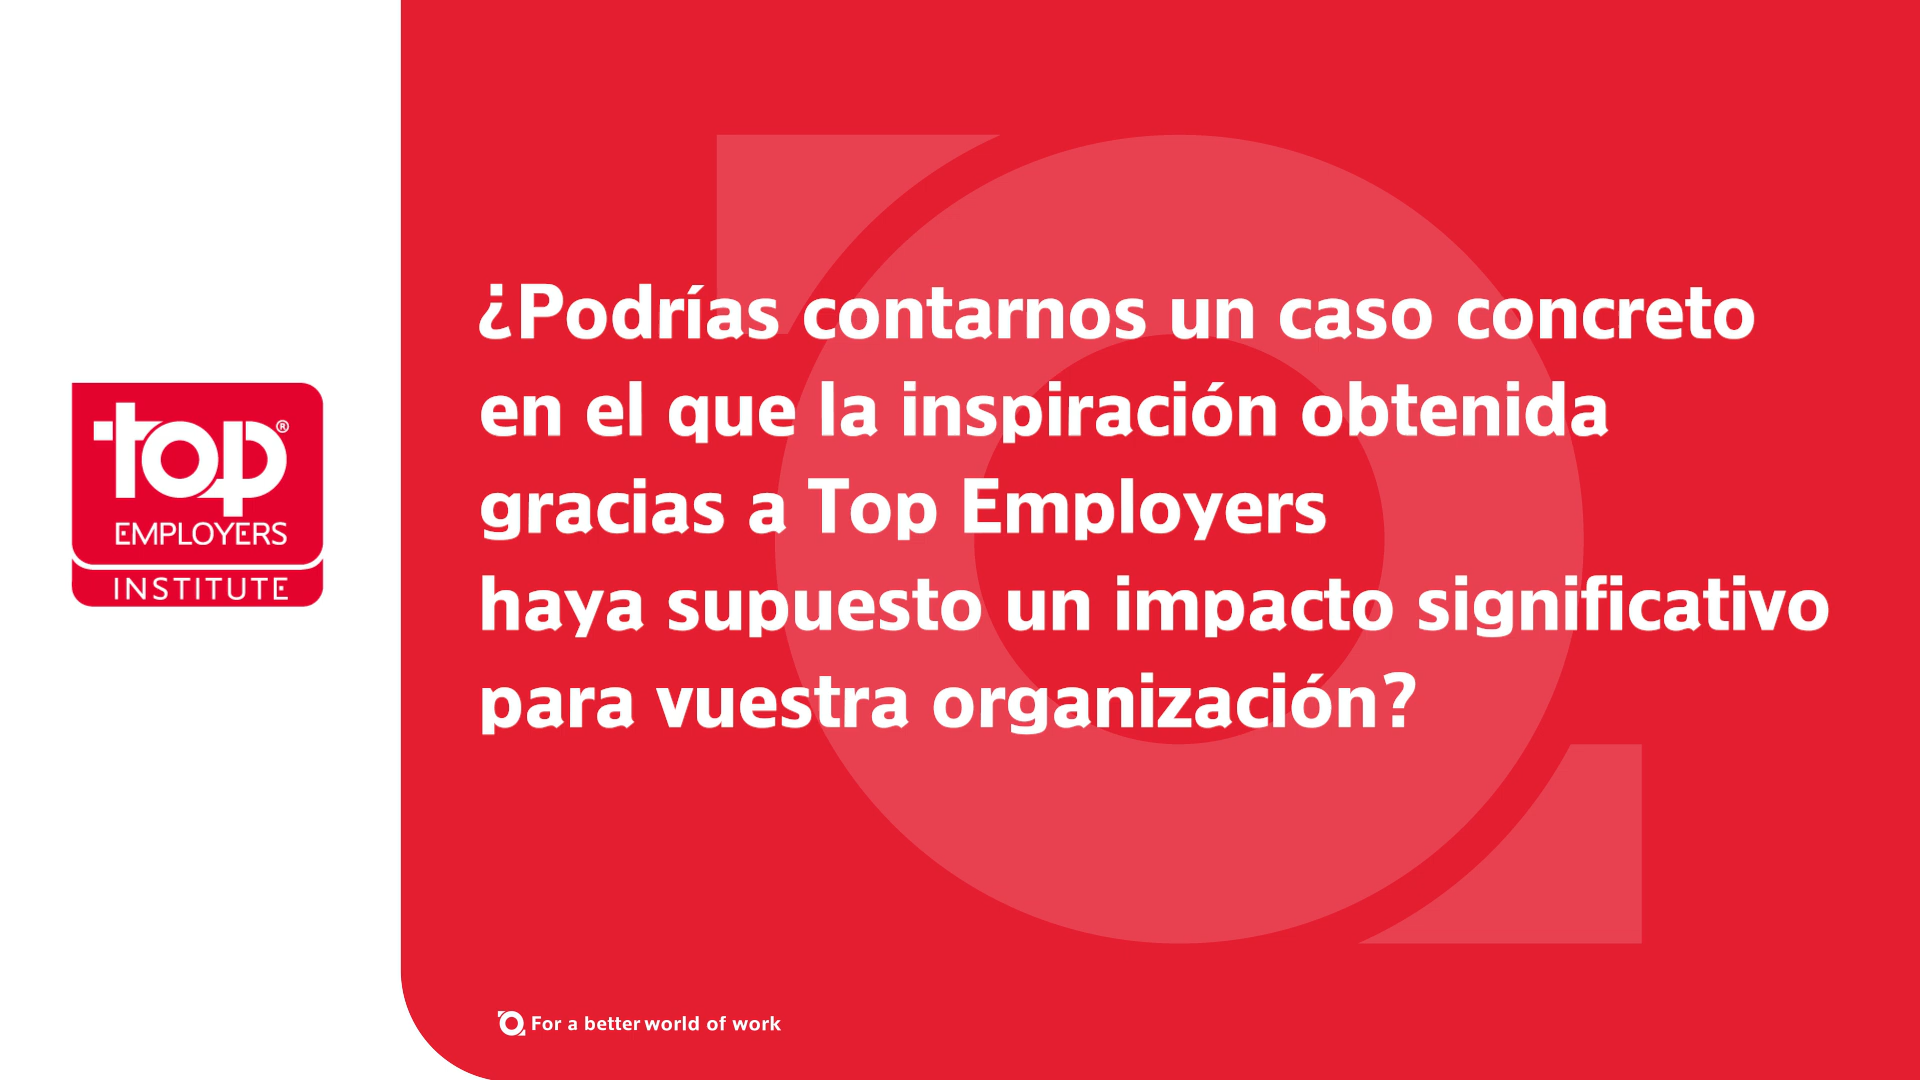 top®
EMPLOYERS
INSTITUTE
¿Podrías contarnos un caso concreto
en el que la inspiración obtenida
gracias a Top Employers
haya supuesto un impacto significativo
para vuestra organización?
For a better world of work